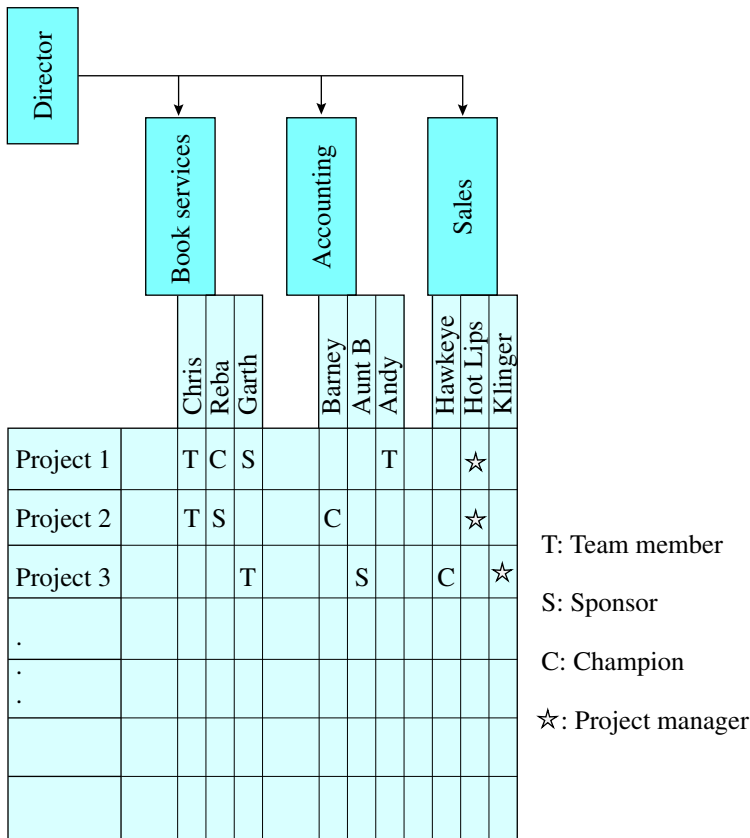 Director
Book services
Accounting
Sales
Chris
Reba
Garth
Barney
Aunt B
Andy
Hawkeye
Hot Lips
Klinger
Project 1 T C S T ☆
Project 2 T S C ☆
Project 3 T S C ☆
.
.
.
T: Team member
S: Sponsor
C: Champion
☆: Project manager